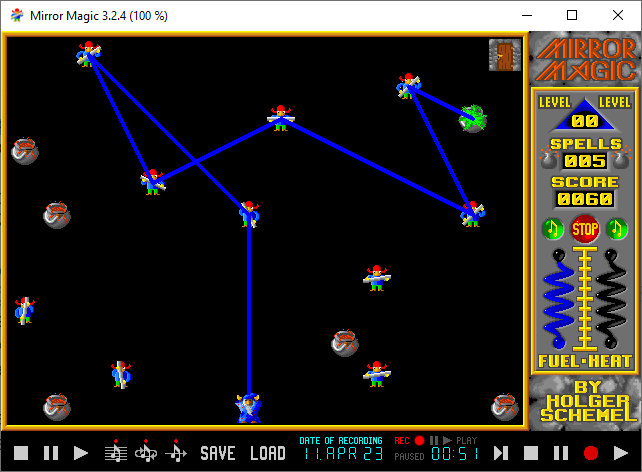 Mirror Magic 3.2.4 (100 %)
MIRROR
MAGIC
LEVEL LEVEL
00
SPELLS
005
SCORE
0060
STOP
FUEL·HEAT
BY
HOLGER
SCHEMEL
SAVE LOAD
DATE OF RECORDING
11.APR 23
REC PLAY
PAUSED 00:51